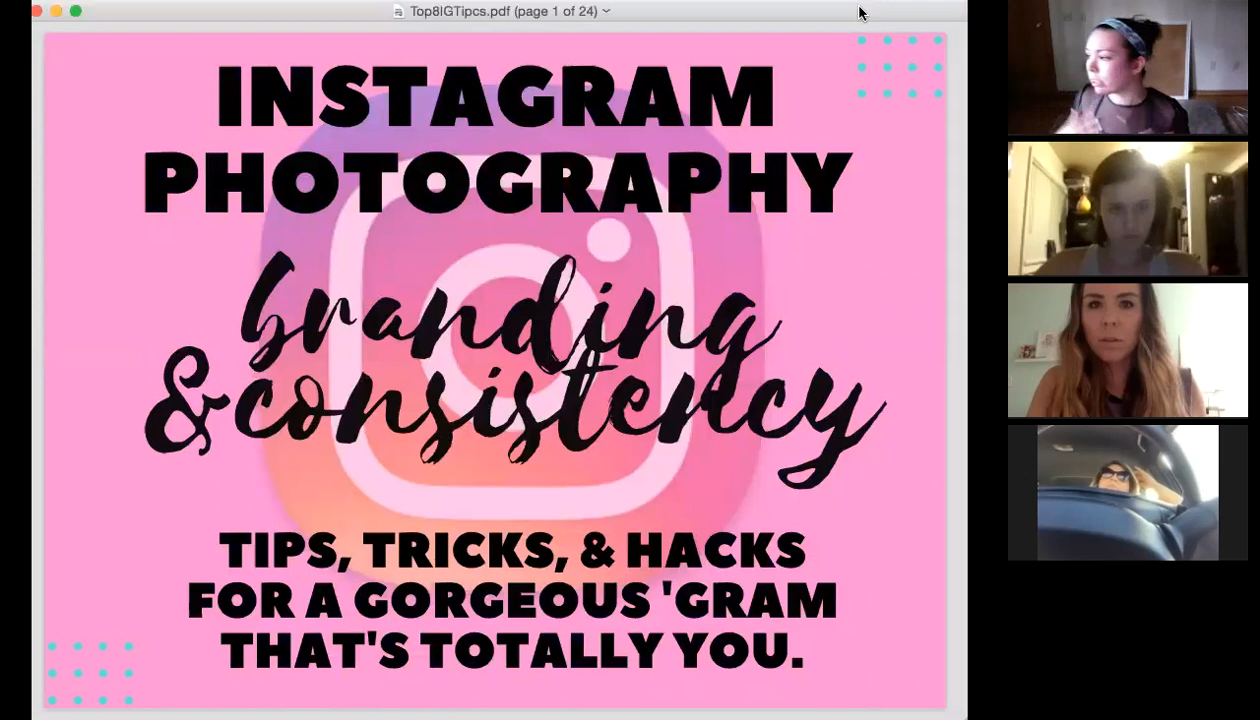 Top8IGTipcs.pdf (page 1 of 24)
INSTAGRAM
PHOTOGRAPHY
branding
&consistency
TIPS, TRICKS, & HACKS
FOR A GORGEOUS 'GRAM
THAT'S TOTALLY YOU.